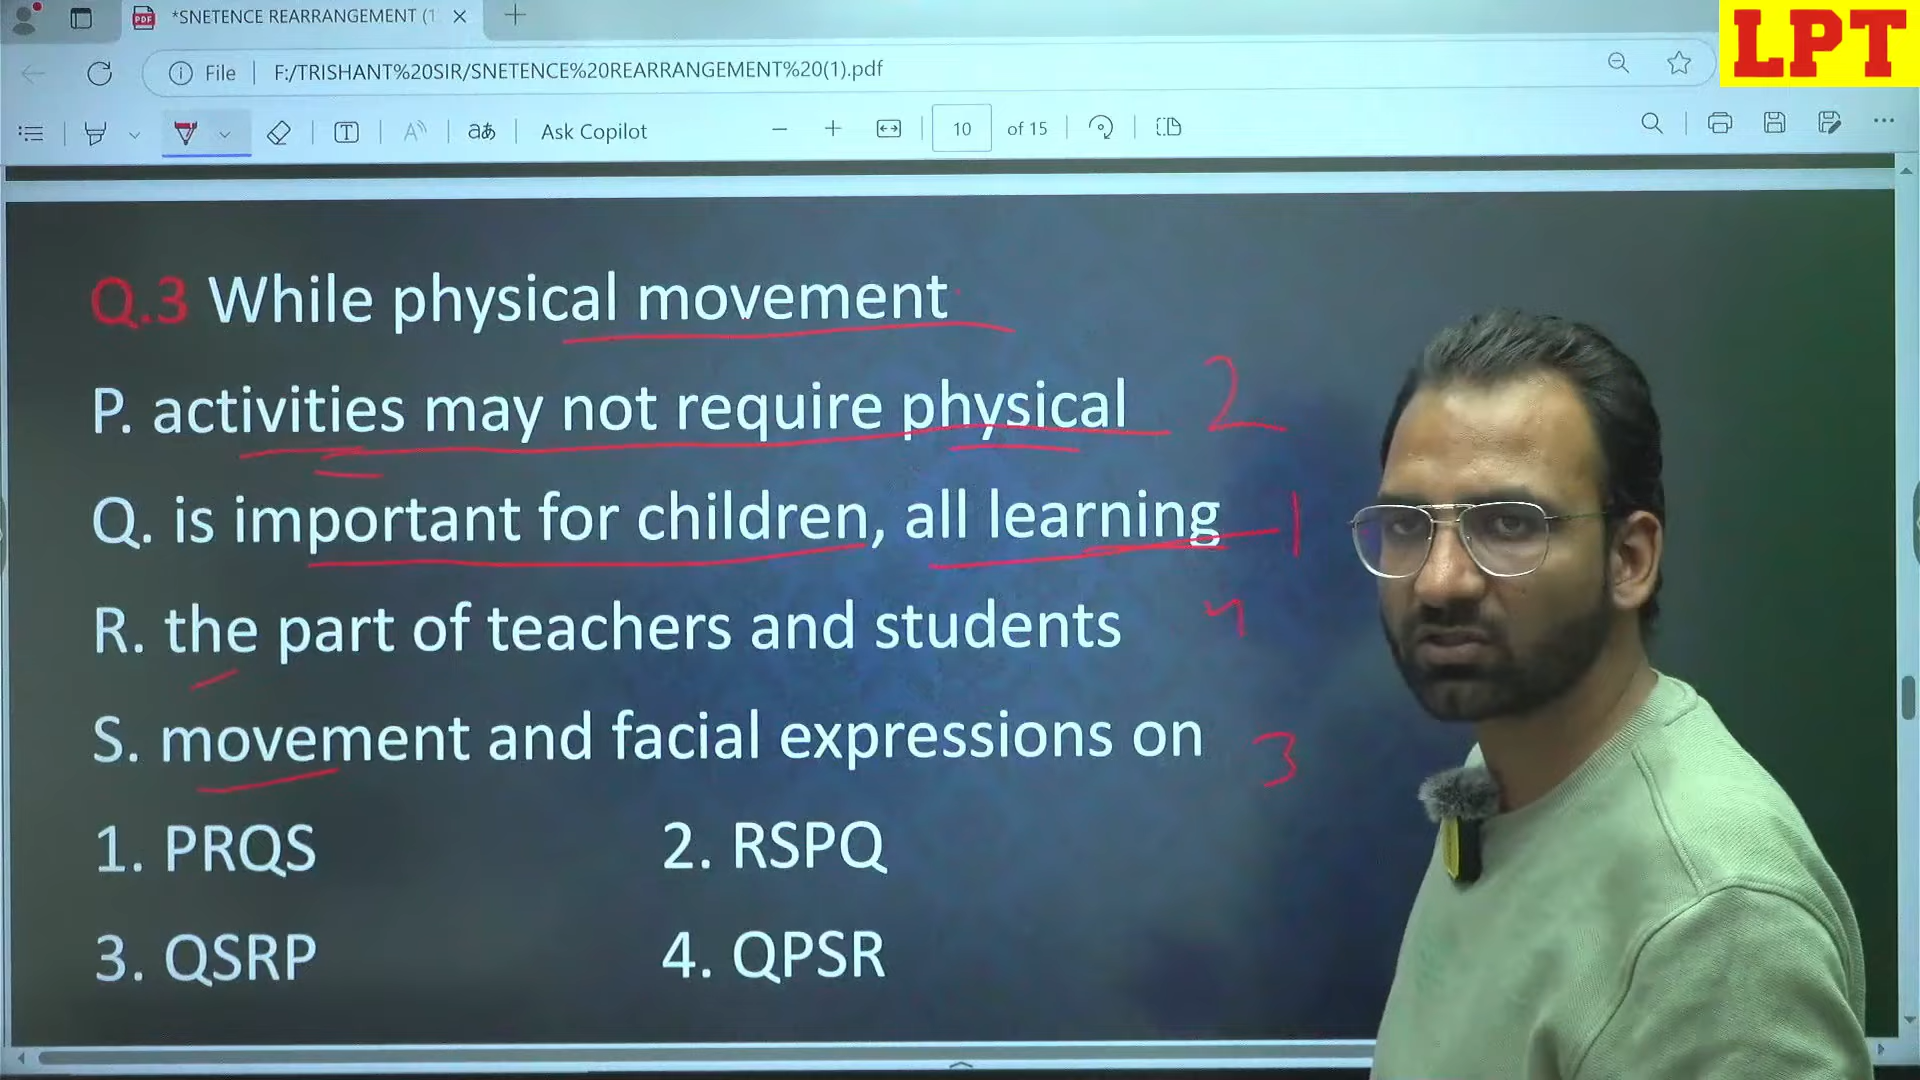 *SNETENCE REARRANGEMENT (1
LPT
File
F:/TRISHANT%20SIR/SNETENCE%20REARRANGEMENT%20(1).pdf
Ask Copilot
10 of 15
Q.3 While physical movement
P. activities may not require physical 2
Q. is important for children, all learning 1
R. the part of teachers and students 4
S. movement and facial expressions on 3
1. PRQS
2. RSPQ
3. QSRP
4. QPSR